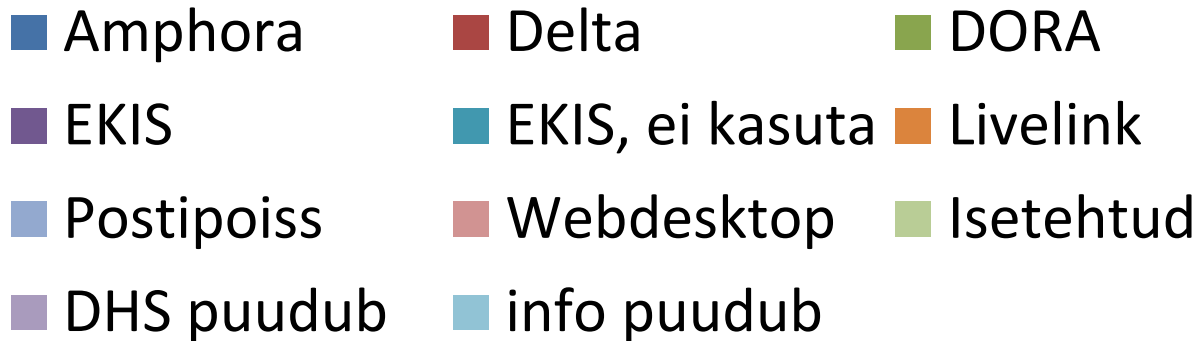 Amphora Delta DORA
EKIS EKIS, ei kasuta Livelink
Postipoiss Webdesktop Isetehtud
DHS puudub info puudub